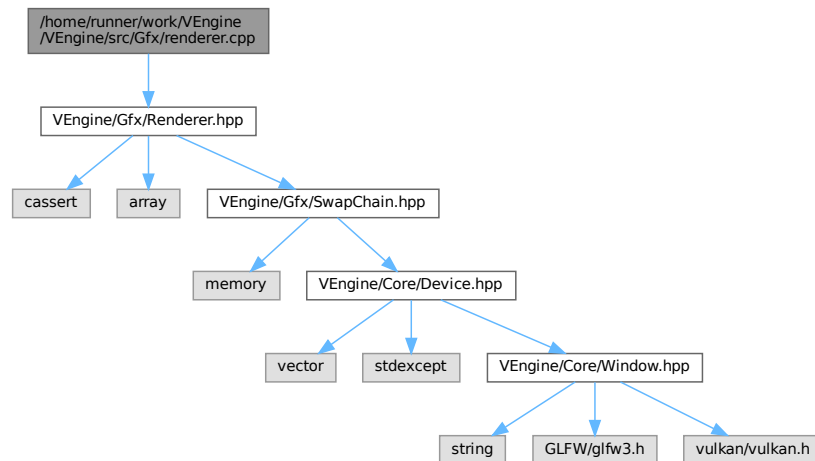 /home/runner/work/VEngine
/VEngine/src/Gfx/renderer.cpp
VEngine/Gfx/Renderer.hpp
cassert
array
VEngine/Gfx/SwapChain.hpp
memory
VEngine/Core/Device.hpp
vector
stdexcept
VEngine/Core/Window.hpp
string
GLFW/glfw3.h
vulkan/vulkan.h